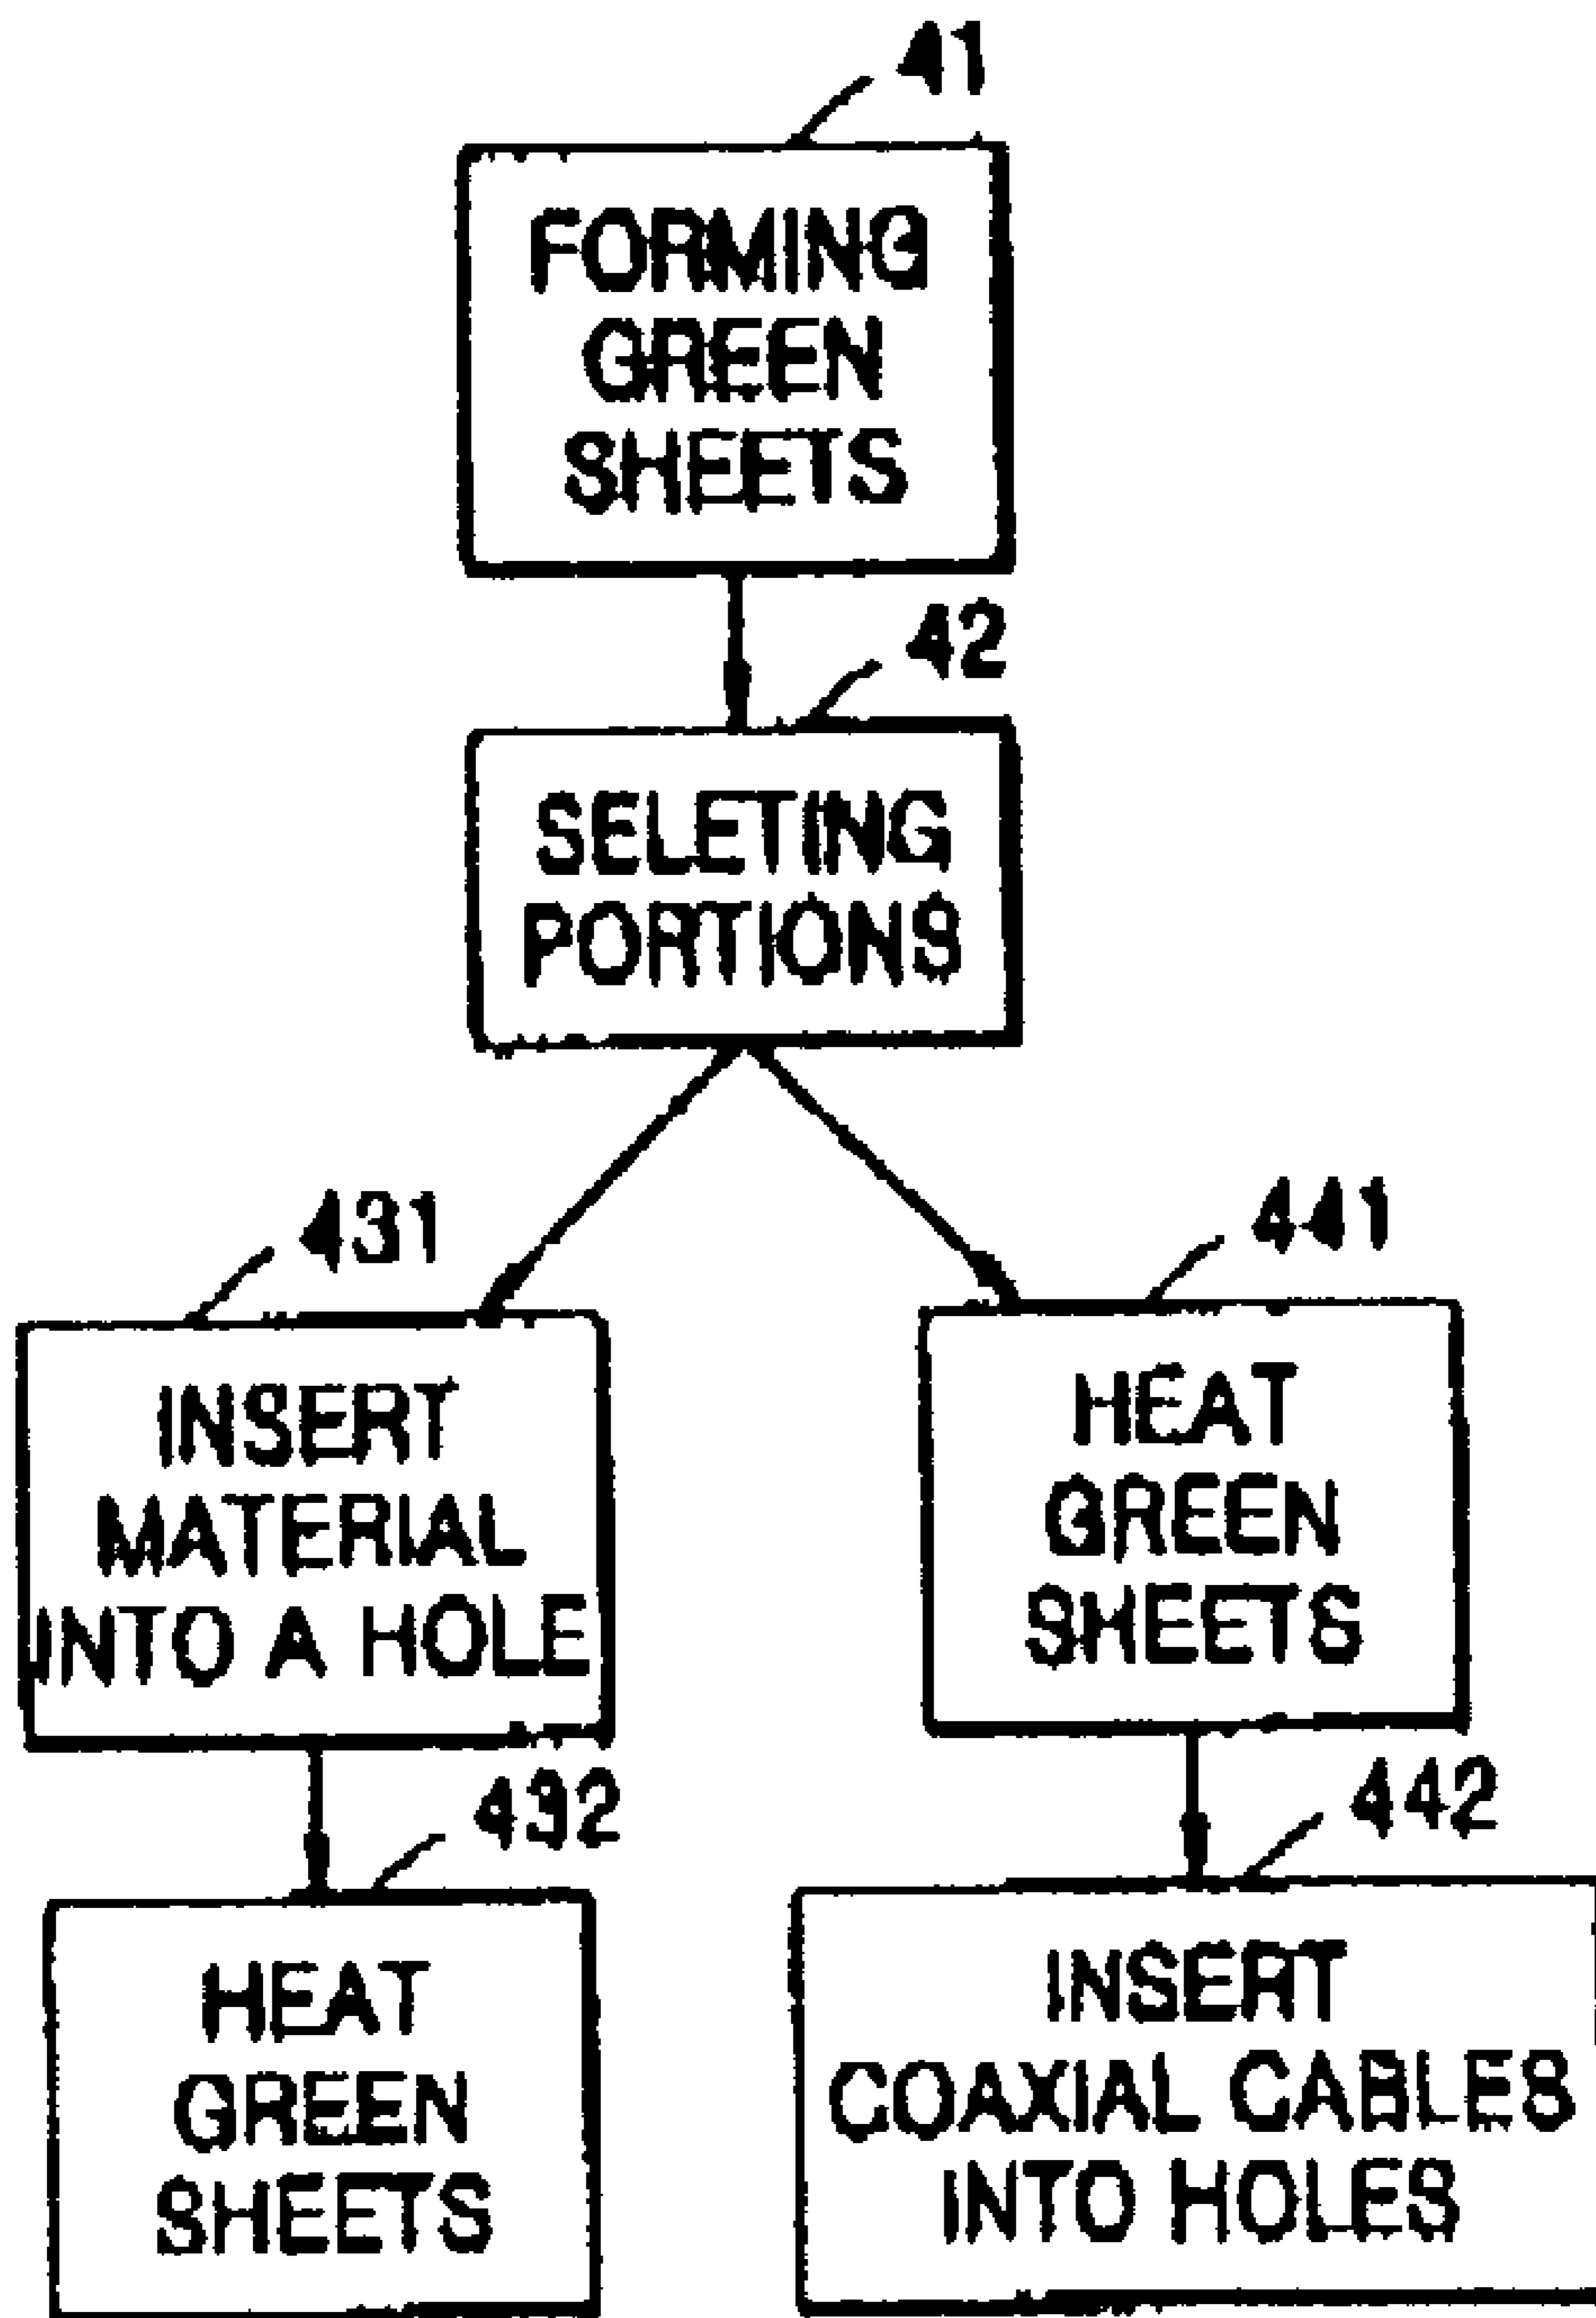 41
FORMING
GREEN
SHEETS
42
SELETING
PORTIONS
431
INSERT
MATERIAL
INTO A HOLE
441
HEAT
GREEN
SHEETS
432
HEAT
GREEN
SHEETS
442
INSERT
COAXIAL CABLES
INTO HOLES